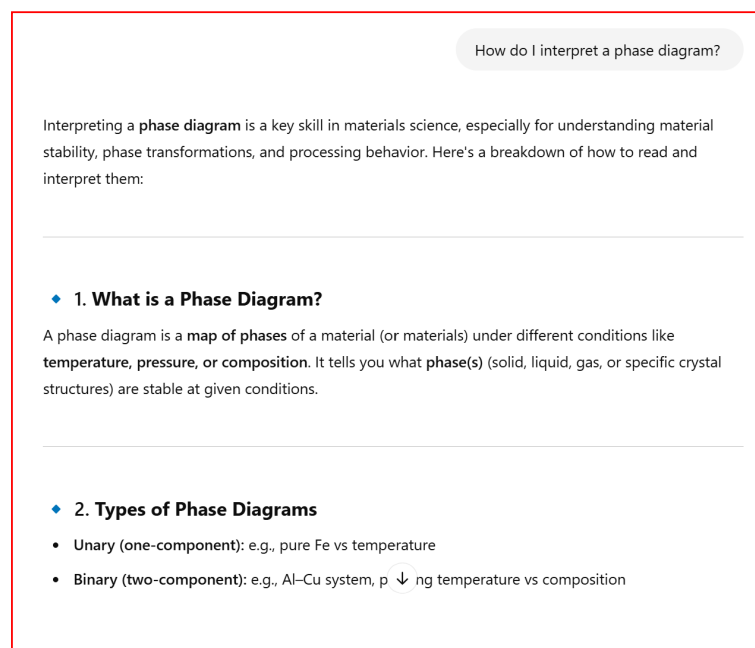 How do I interpret a phase diagram?
Interpreting a phase diagram is a key skill in materials science, especially for understanding material
stability, phase transformations, and processing behavior. Here's a breakdown of how to read and
interpret them:
1. What is a Phase Diagram?
A phase diagram is a map of phases of a material (or materials) under different conditions like
temperature, pressure, or composition. It tells you what phase(s) (solid, liquid, gas, or specific crystal
structures) are stable at given conditions.
2. Types of Phase Diagrams
• Unary (one-component): e.g., pure Fe vs temperature
• Binary (two-component): e.g., Al–Cu system, temperature vs composition